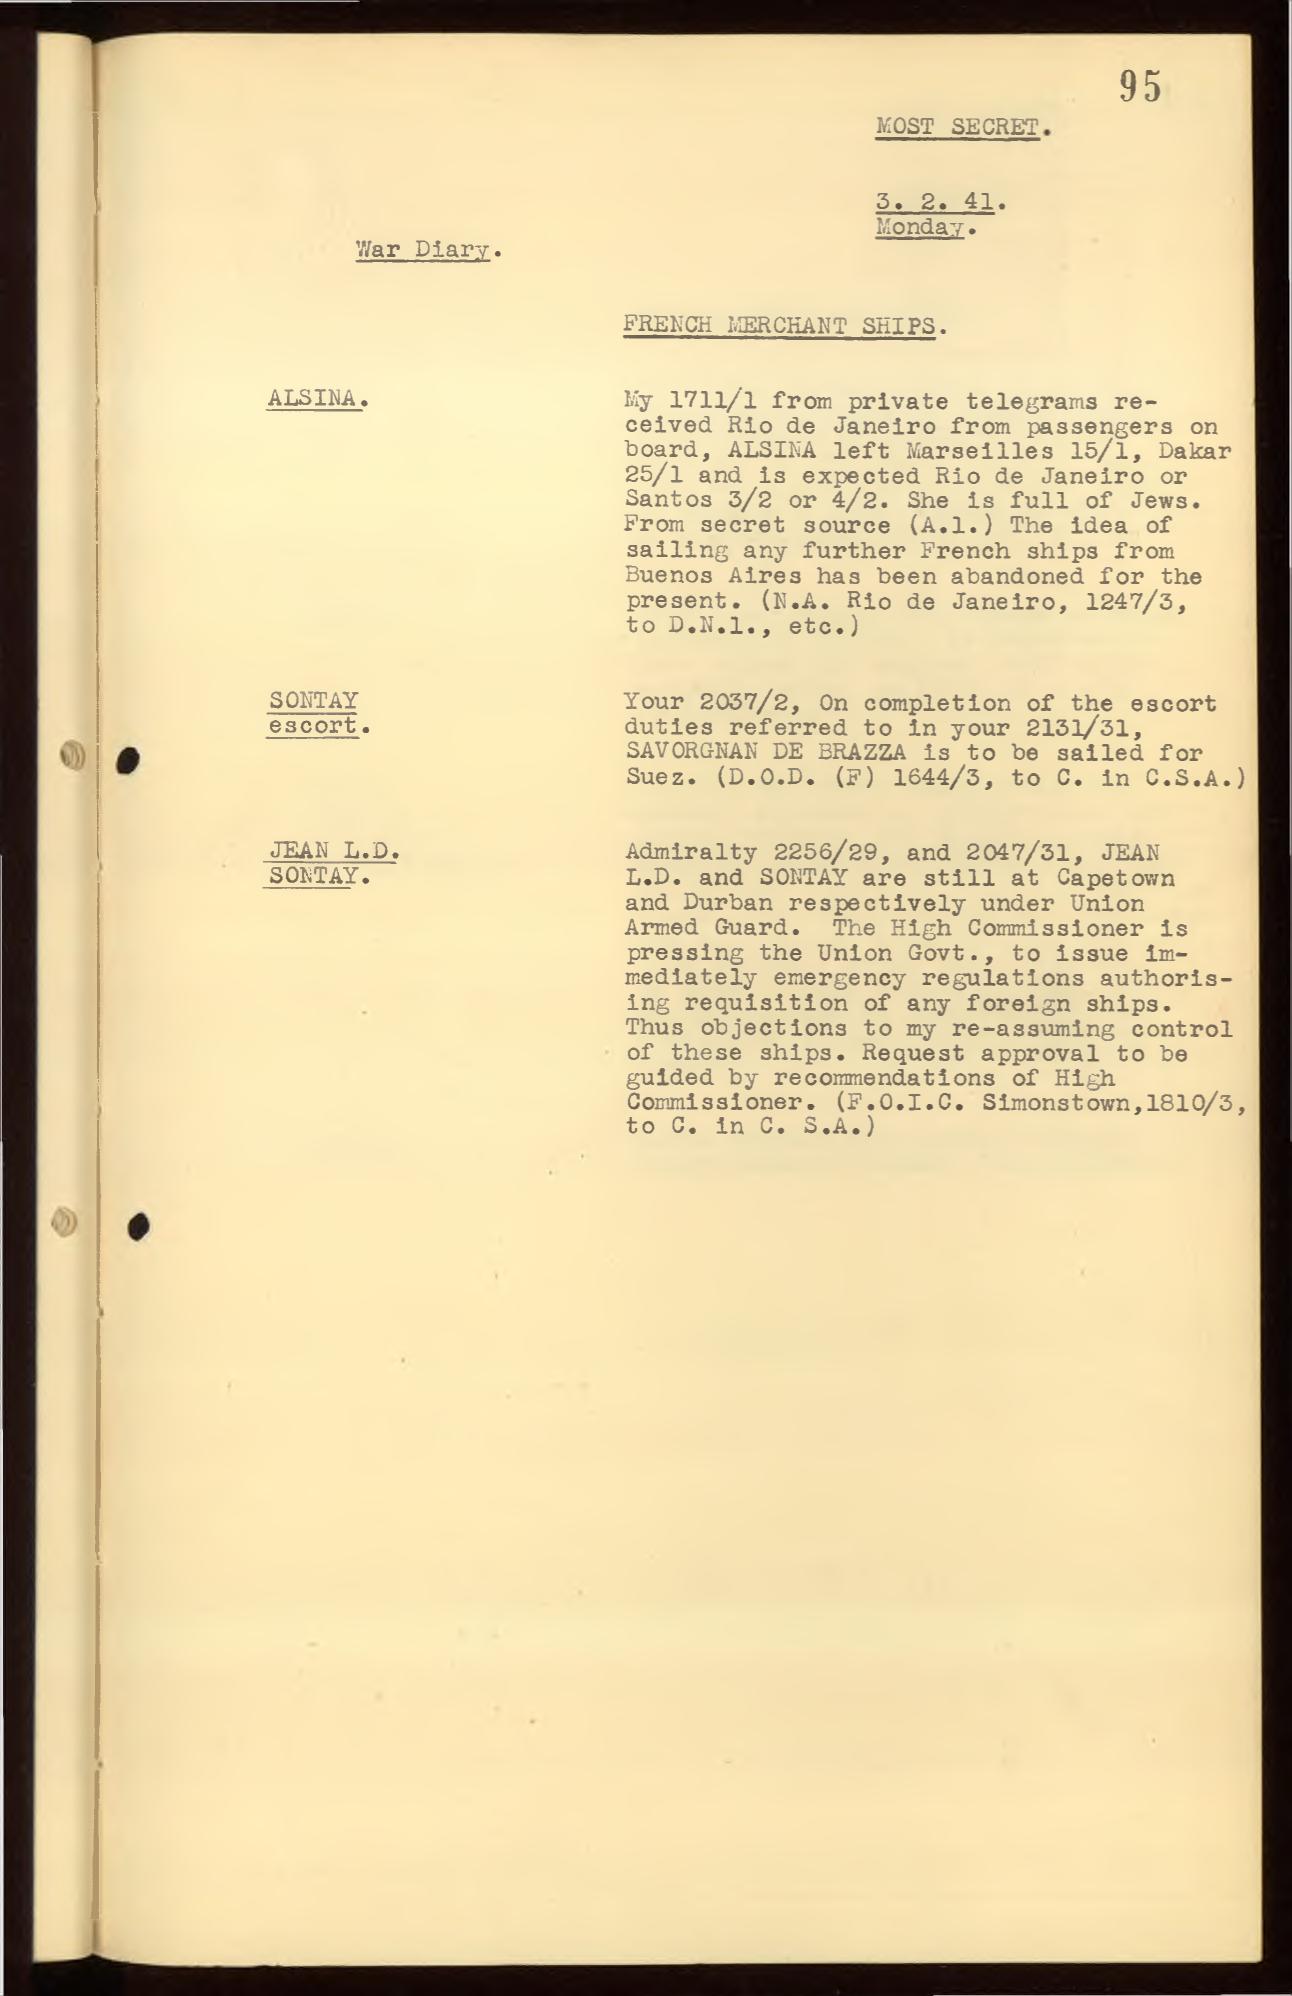 95
MOST SECRET.
3. 2. 41.
Monday.
War Diary.
FRENCH MERCHANT SHIPS.
ALSINA.
My 1711/1 from private telegrams re-
ceived Rio de Janeiro from passengers on
board, ALSINA left Marseilles 15/1, Dakar
25/1 and is expected Rio de Janeiro or
Santos 3/2 or 4/2. She is full of Jews.
From secret source (A.1.) The idea of
sailing any further French ships from
Buenos Aires has been abandoned for the
present. (N.A. Rio de Janeiro, 1247/3,
to D.N.1., etc.)
SONTAY
escort.
Your 2037/2, On completion of the escort
duties referred to in your 2131/31,
SAVORGNAN DE BRAZZA is to be sailed for
Suez. (D.O.D. (F) 1644/3, to C. in C.S.A.)
JEAN L.D.
SONTAY.
Admiralty 2256/29, and 2047/31, JEAN
L.D. and SONTAY are still at Capetown
and Durban respectively under Union
Armed Guard. The High Commissioner is
pressing the Union Govt., to issue im-
mediately emergency regulations authoris-
ing requisition of any foreign ships.
Thus objections to my re-assuming control
of these ships. Request approval to be
guided by recommendations of High
Commissioner. (F.O.I.C. Simonstown,1810/3,
to C. in C. S.A.)